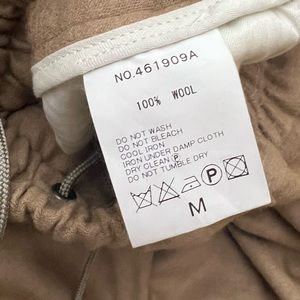 NO.461909A
100% WOOL
DO NOT WASH
DO NOT BLEACH
COOL IRON
IRON UNDER DAMP CLOTH
DRY CLEAN Ⓟ
DO NOT TUMBLE DRY
P
M